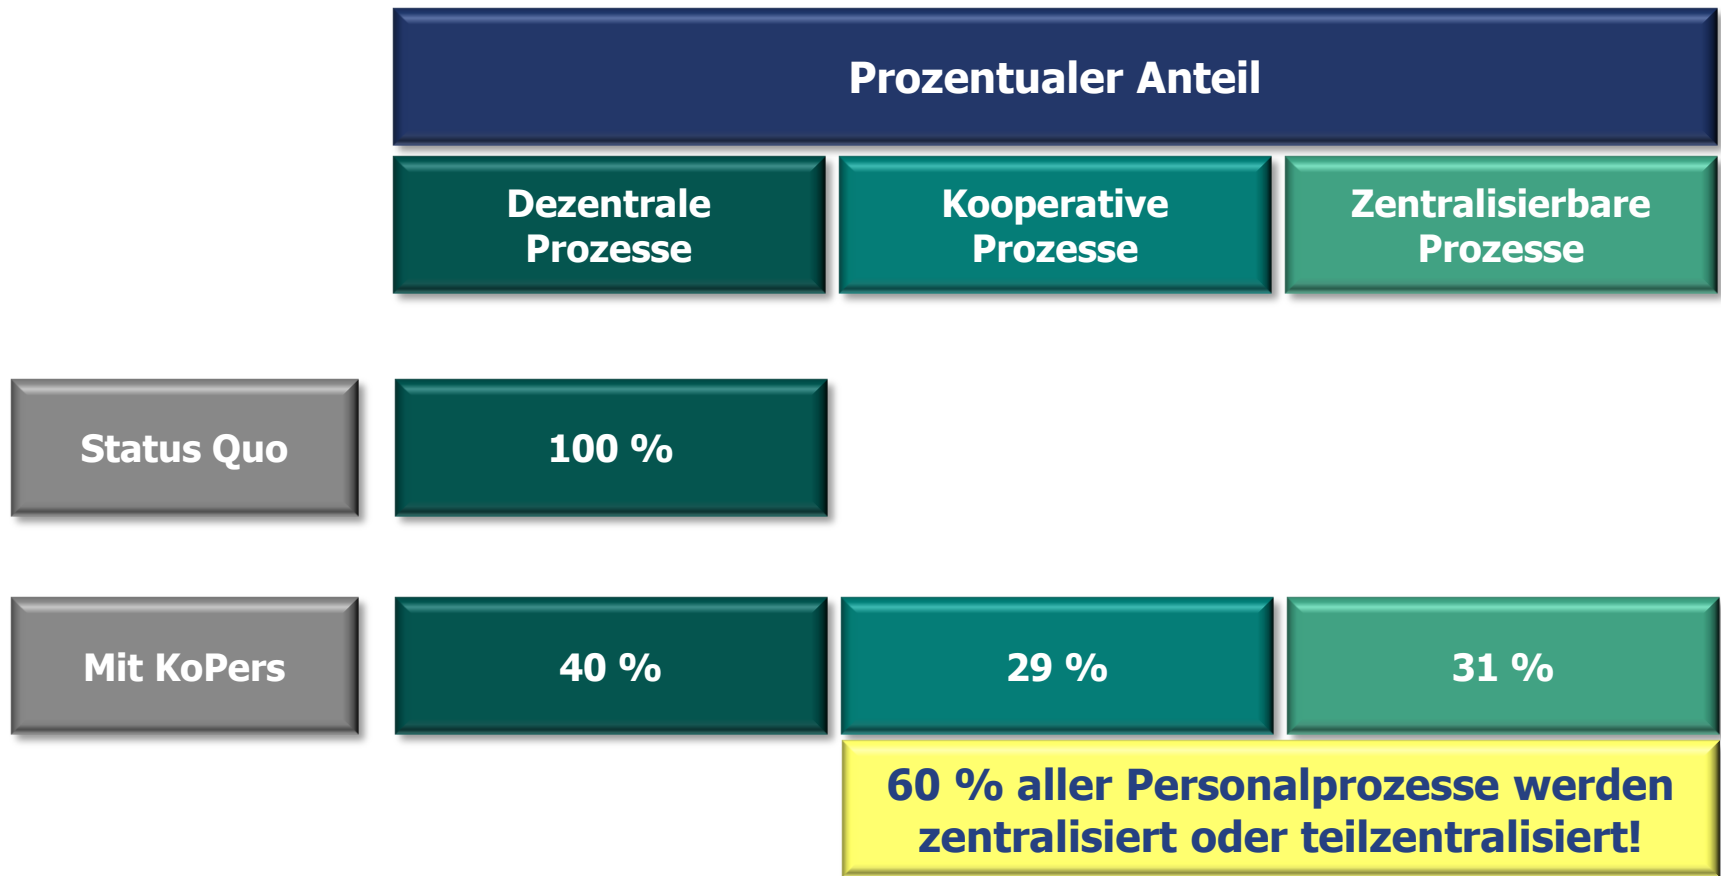 Prozentualer Anteil
Dezentrale
Prozesse
Kooperative
Prozesse
Zentralisierbare
Prozesse
Status Quo
100 %
Mit KoPers
40 %
29 %
31 %
60 % aller Personalprozesse werden
zentralisiert oder teilzentralisiert!